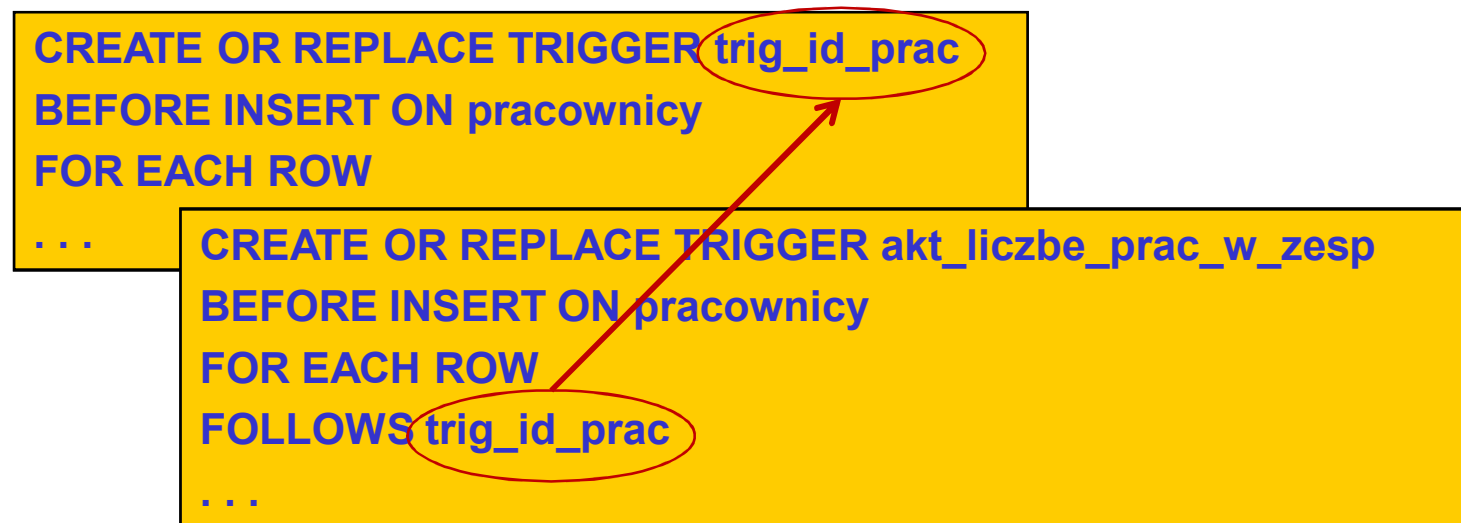 CREATE OR REPLACE TRIGGER trig_id_prac
BEFORE INSERT ON pracownicy
FOR EACH ROW
. . .
CREATE OR REPLACE TRIGGER akt_liczbe_prac_w_zesp
BEFORE INSERT ON pracownicy
FOR EACH ROW
FOLLOWS trig_id_prac
. . .